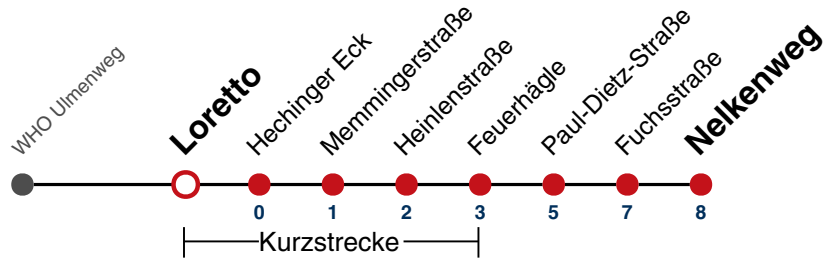 WHO Ulmenweg
Loretto
Hechinger Eck
Memmingerstraße
Heinlenstraße
Feuerhägle
Paul-Dietz-Straße
Fuchsstraße
Nelkenweg
0 1 2 3 5 7 8
Kurzstrecke